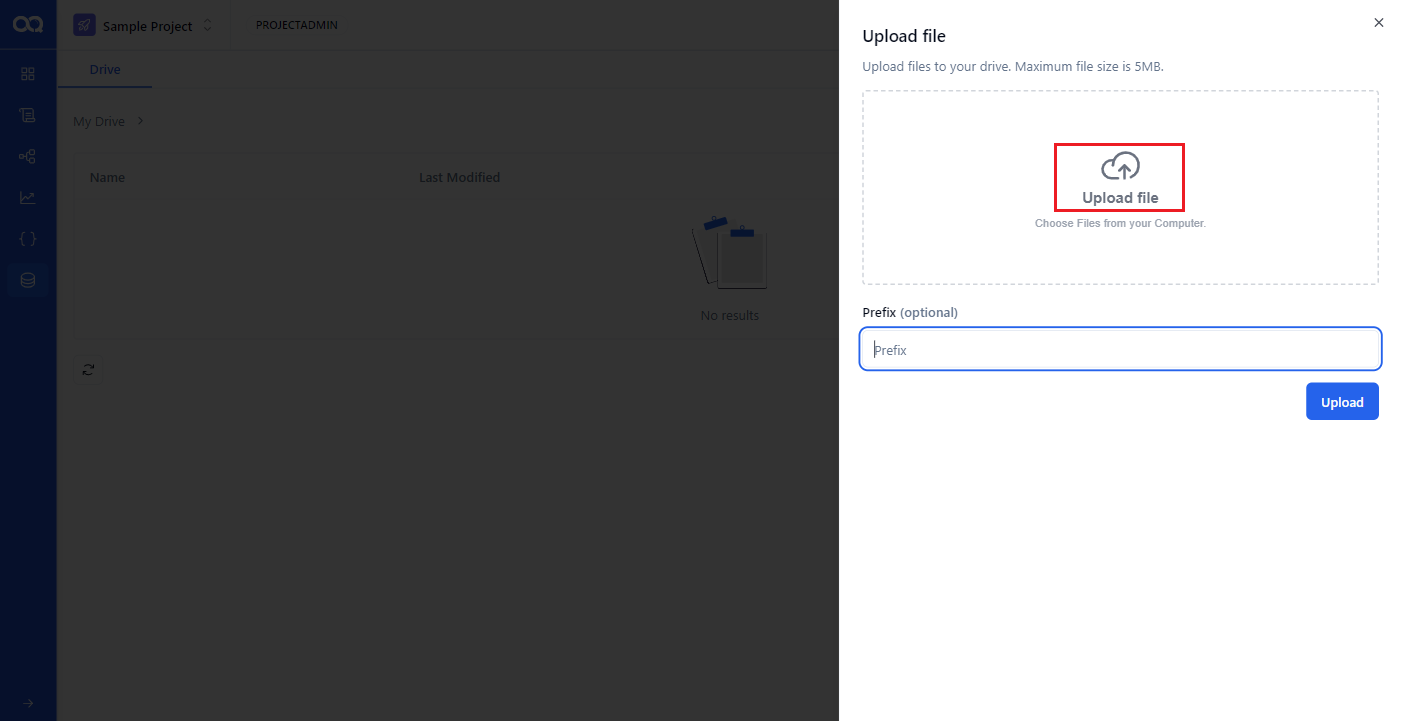 Sample Project
PROJECTADMIN
Drive
My Drive
Name
Last Modified
No results
Upload file
Upload files to your drive. Maximum file size is 5MB.
Upload file
Choose Files from your Computer.
Prefix (optional)
Prefix
Upload